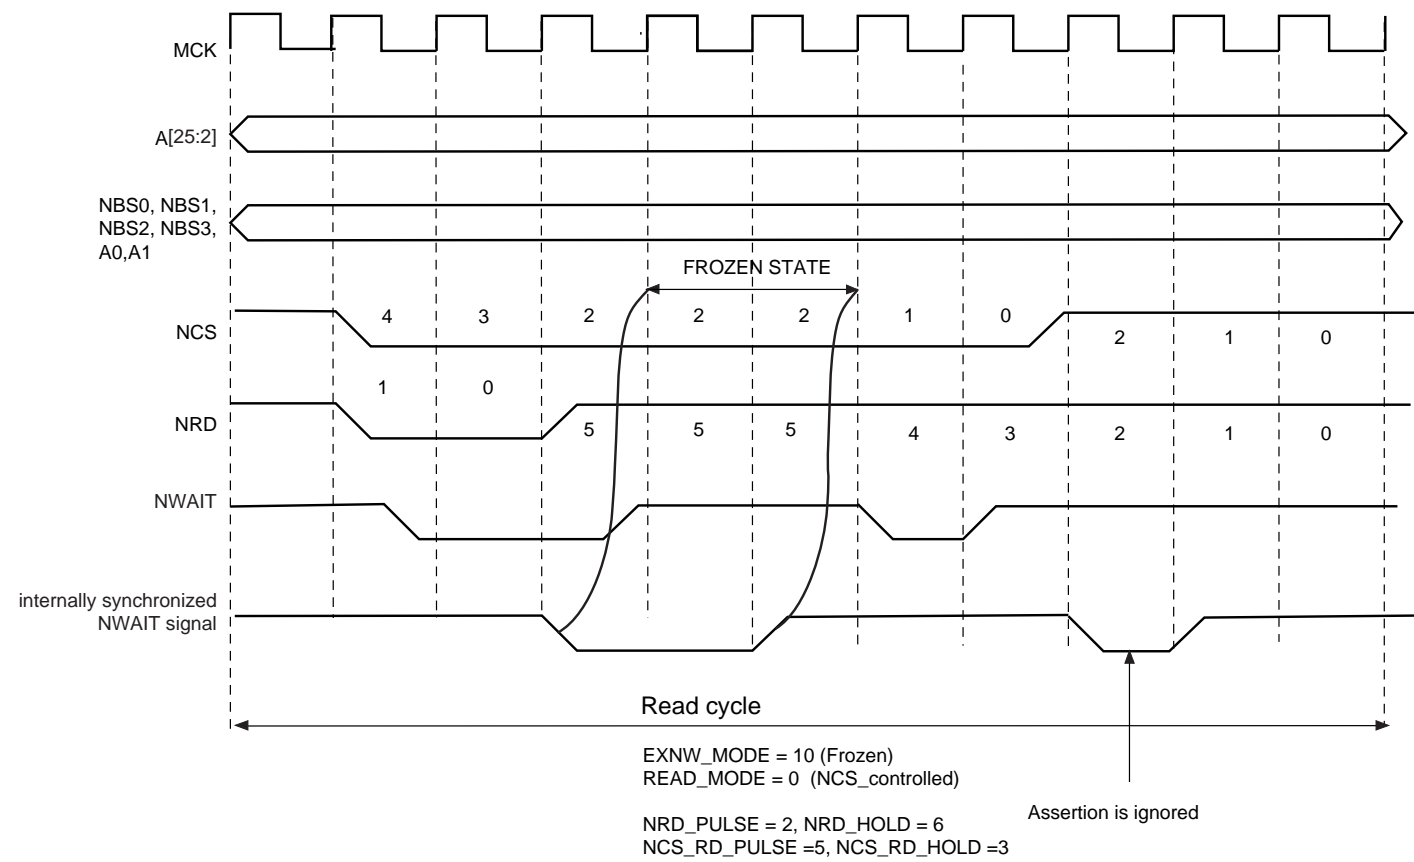 MCK
A[25:2]
NBS0, NBS1,
NBS2, NBS3,
A0,A1
FROZEN STATE
4 3 2 2 2 1 0
NCS
2 1 0
1 0
NRD
5 5 5 4 3 2 1 0
NWAIT
internally synchronized
NWAIT signal
Read cycle
EXNW_MODE = 10 (Frozen)
READ_MODE = 0 (NCS_controlled)
Assertion is ignored
NRD_PULSE = 2, NRD_HOLD = 6
NCS_RD_PULSE =5, NCS_RD_HOLD =3